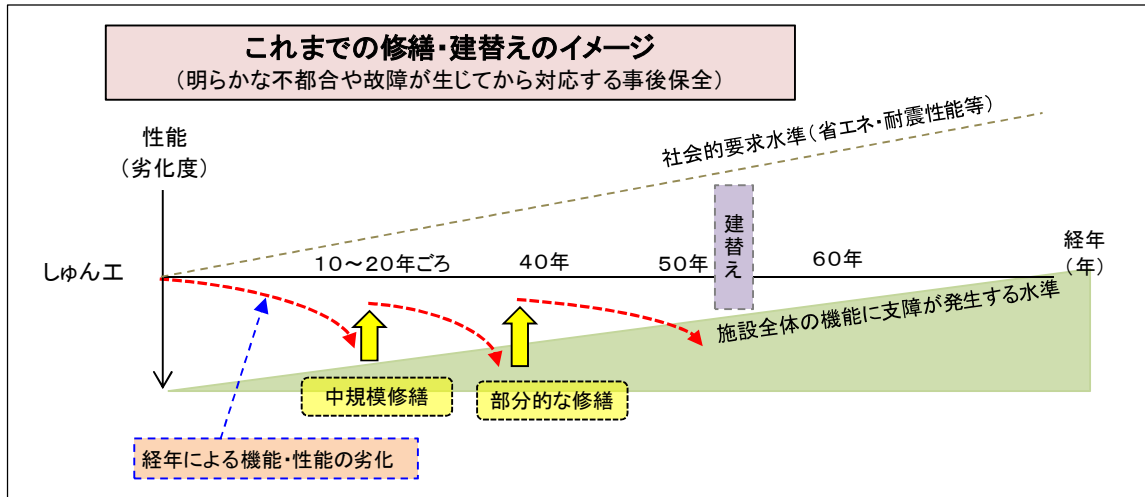 これまでの修繕・建替えのイメージ
（明らかな不都合や故障が生じてから対応する事後保全）
社会的要求水準（省エネ・耐震性能等）
性能
（劣化度）
建替え
しゅん工
１０～２０年ごろ
４０年
５０年
６０年
経年
（年）
施設全体の機能に支障が発生する水準
中規模修繕
部分的な修繕
経年による機能・性能の劣化